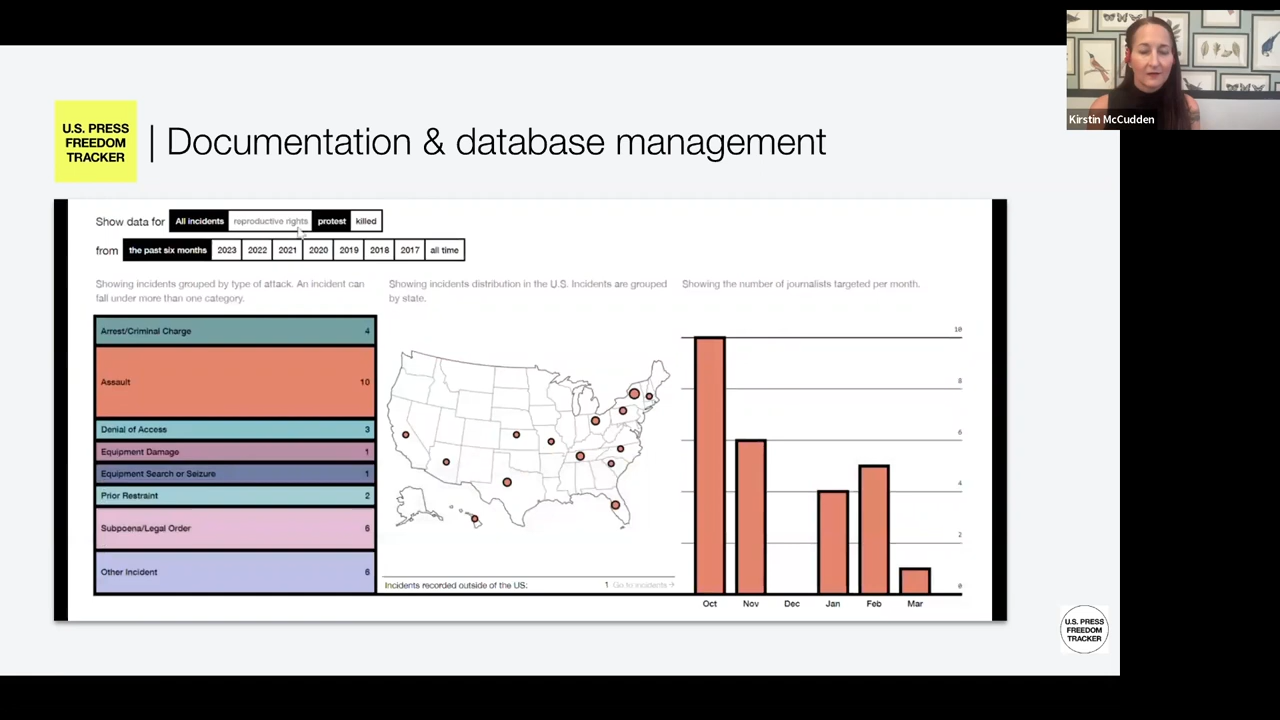 Kirstin McCudden
U.S. PRESS
FREEDOM
TRACKER
| Documentation & database management
Show data for All incidents reproductive rights protest killed
from the past six months 2023 2022 2021 2020 2019 2018 2017 all time
Showing incidents grouped by type of attack. An incident can
fall under more than one category.
Arrest/Criminal Charge 4
Assault 10
Denial of Access 3
Equipment Damage 1
Equipment Search or Seizure 1
Prior Restraint 2
Subpoena/Legal Order 6
Other Incident 6
Showing incidents distribution in the U.S. Incidents are grouped
by state.
Incidents recorded outside of the US: 1 Go to incidents →
Showing the number of journalists targeted per month.
10
8
6
4
2
0
Oct Nov Dec Jan Feb Mar
U.S. PRESS
FREEDOM
TRACKER